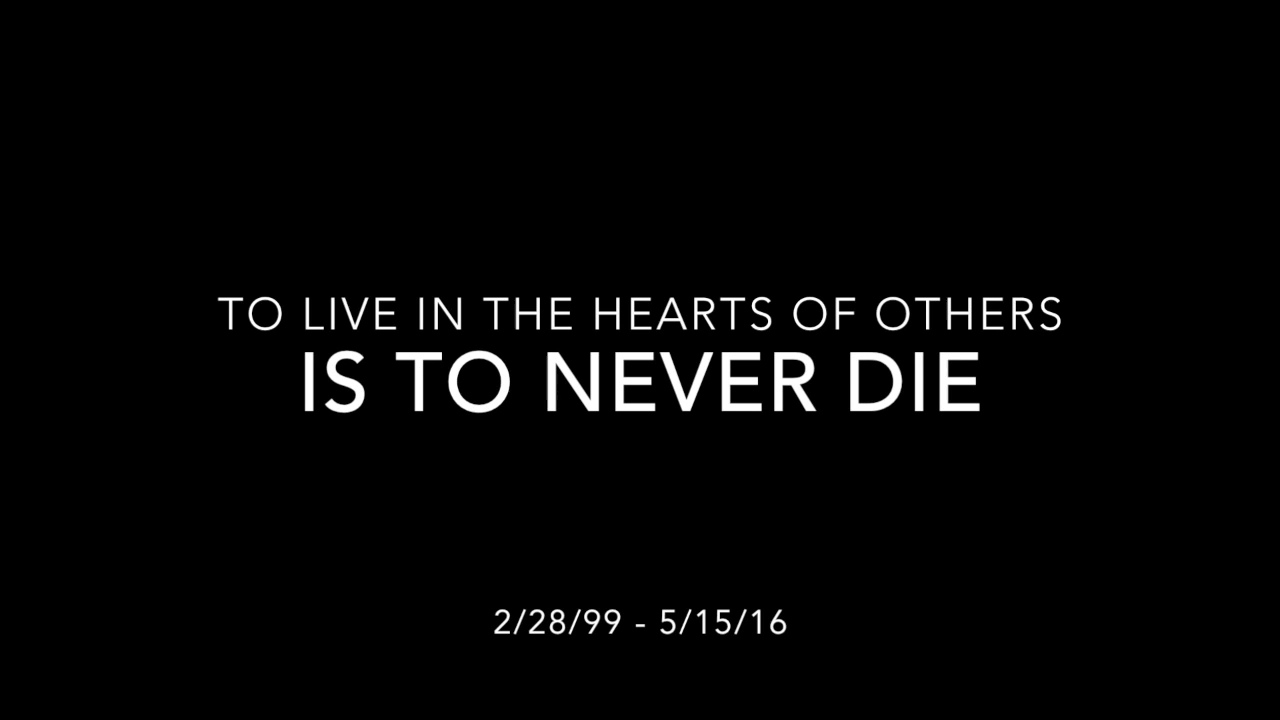 TO LIVE IN THE HEARTS OF OTHERS
IS TO NEVER DIE
2/28/99 - 5/15/16